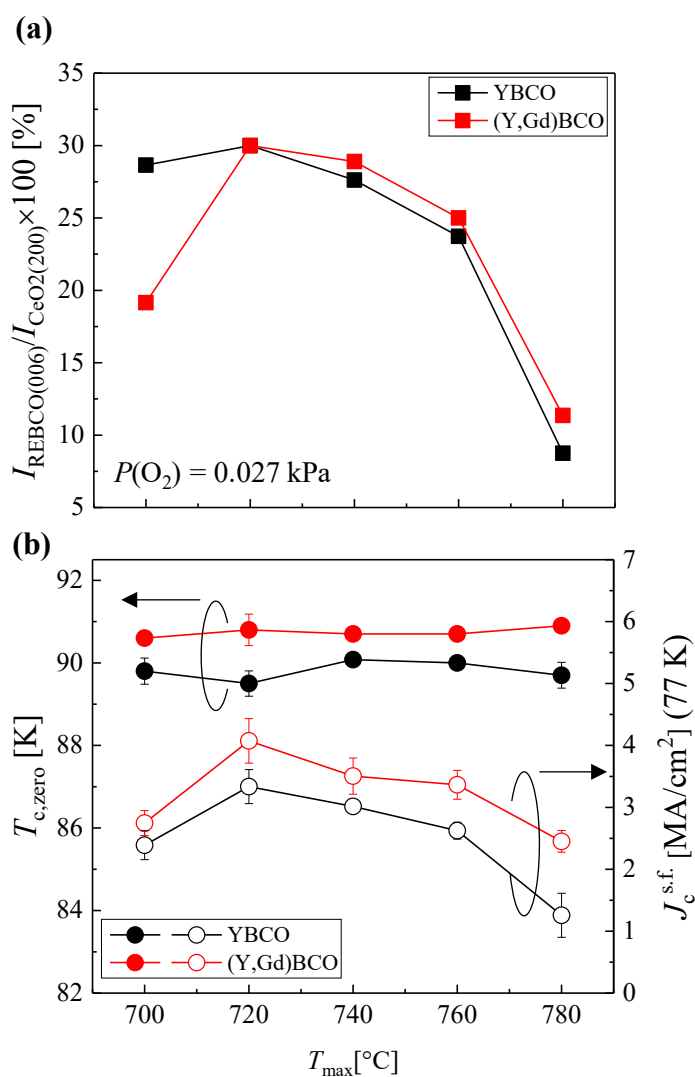 (a)
I_REBCO(006)/I_CeO2(200)×100 [%]
35
30
25
20
15
10
5
YBCO
(Y,Gd)BCO
P(O₂) = 0.027 kPa
(b)
T_c,zero [K]
92
90
88
86
84
82
7
6
5
4
3
2
1
0
J_c^s.f. [MA/cm²] (77 K)
YBCO
(Y,Gd)BCO
700 720 740 760 780
T_max[°C]